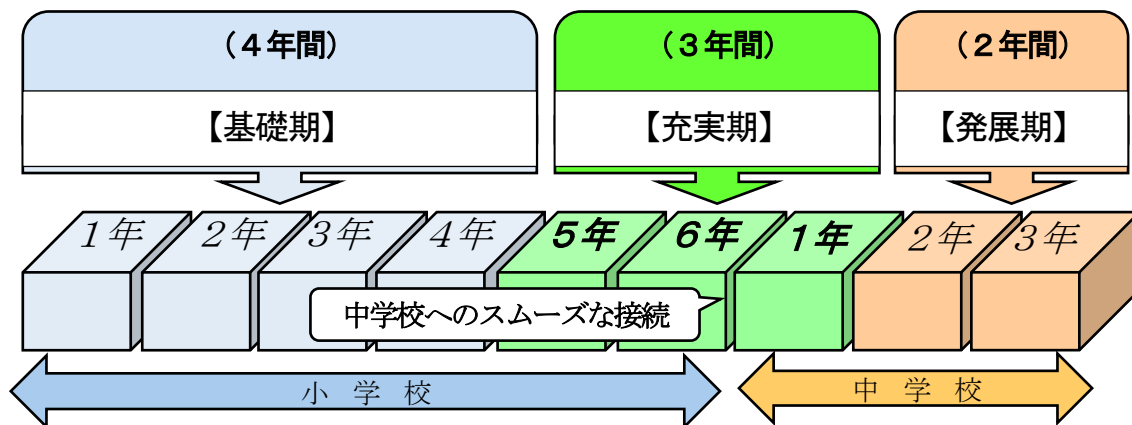 （４年間）
（３年間）
（２年間）
【基礎期】
【充実期】
【発展期】
１年
２年
３年
４年
５年
６年
１年
２年
３年
中学校へのスムーズな接続
小　学　校
中　学　校